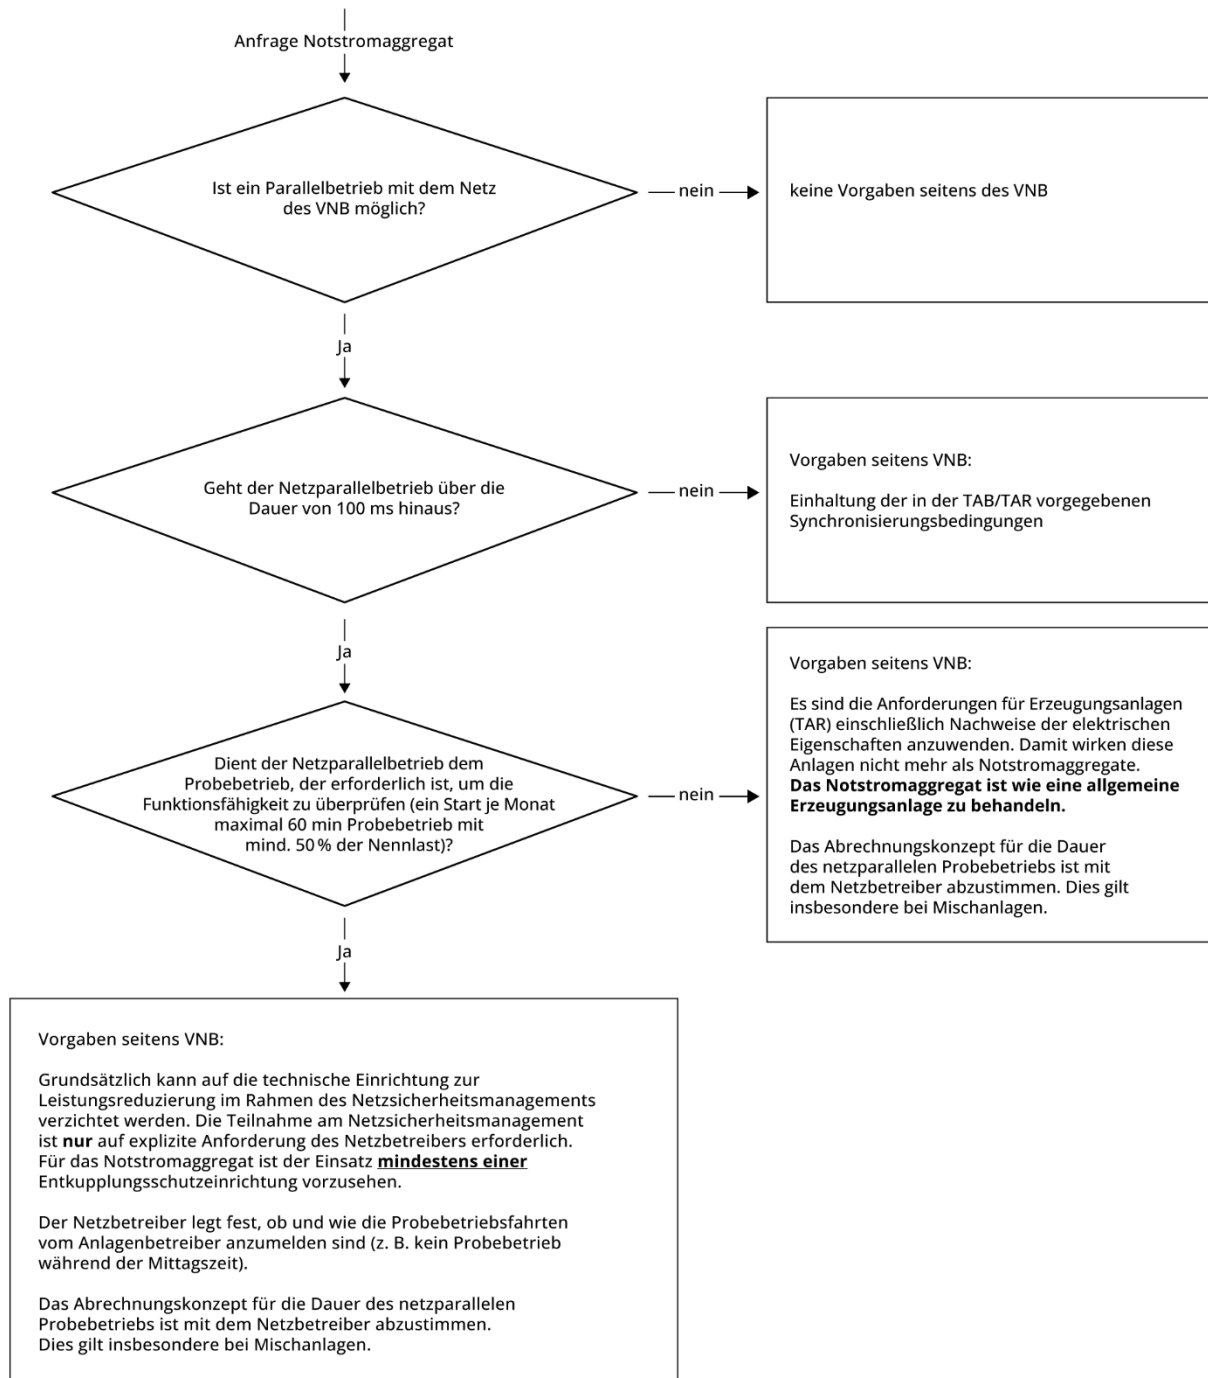 Anfrage Notstromaggregat
Ist ein Parallelbetrieb mit dem Netz
des VNB möglich?
nein
keine Vorgaben seitens des VNB
Ja
Geht der Netzparallelbetrieb über die
Dauer von 100 ms hinaus?
nein
Vorgaben seitens VNB:
Einhaltung der in der TAB/TAR vorgegebenen
Synchronisierungsbedingungen
Ja
Dient der Netzparallelbetrieb dem
Probebetrieb, der erforderlich ist, um die
Funktionsfähigkeit zu überprüfen (ein Start je Monat
maximal 60 min Probebetrieb mit
mind. 50 % der Nennlast)?
nein
Vorgaben seitens VNB:
Es sind die Anforderungen für Erzeugungsanlagen
(TAR) einschließlich Nachweise der elektrischen
Eigenschaften anzuwenden. Damit wirken diese
Anlagen nicht mehr als Notstromaggregate.
Das Notstromaggregat ist wie eine allgemeine
Erzeugungsanlage zu behandeln.
Das Abrechnungskonzept für die Dauer
des netzparallelen Probebetriebs ist mit
dem Netzbetreiber abzustimmen. Dies gilt
insbesondere bei Mischanlagen.
Ja
Vorgaben seitens VNB:
Grundsätzlich kann auf die technische Einrichtung zur
Leistungsreduzierung im Rahmen des Netzsicherheitsmanagements
verzichtet werden. Die Teilnahme am Netzsicherheitsmanagement
ist nur auf explizite Anforderung des Netzbetreibers erforderlich.
Für das Notstromaggregat ist der Einsatz mindestens einer
Entkupplungsschutzeinrichtung vorzusehen.
Der Netzbetreiber legt fest, ob und wie die Probebetriebsfahrten
vom Anlagenbetreiber anzumelden sind (z. B. kein Probebetrieb
während der Mittagszeit).
Das Abrechnungskonzept für die Dauer des netzparallelen
Probebetriebs ist mit dem Netzbetreiber abzustimmen.
Dies gilt insbesondere bei Mischanlagen.